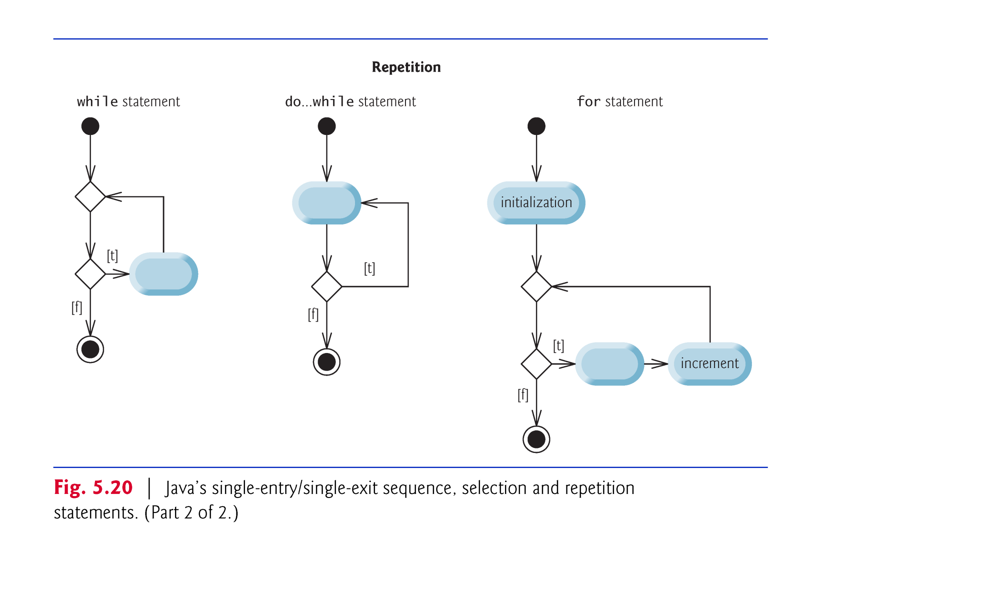 Repetition
while statement
do...while statement
for statement
initialization
[t]
[t]
[f]
[f]
[t]
increment
[f]
Fig. 5.20 | Java’s single-entry/single-exit sequence, selection and repetition
statements. (Part 2 of 2.)